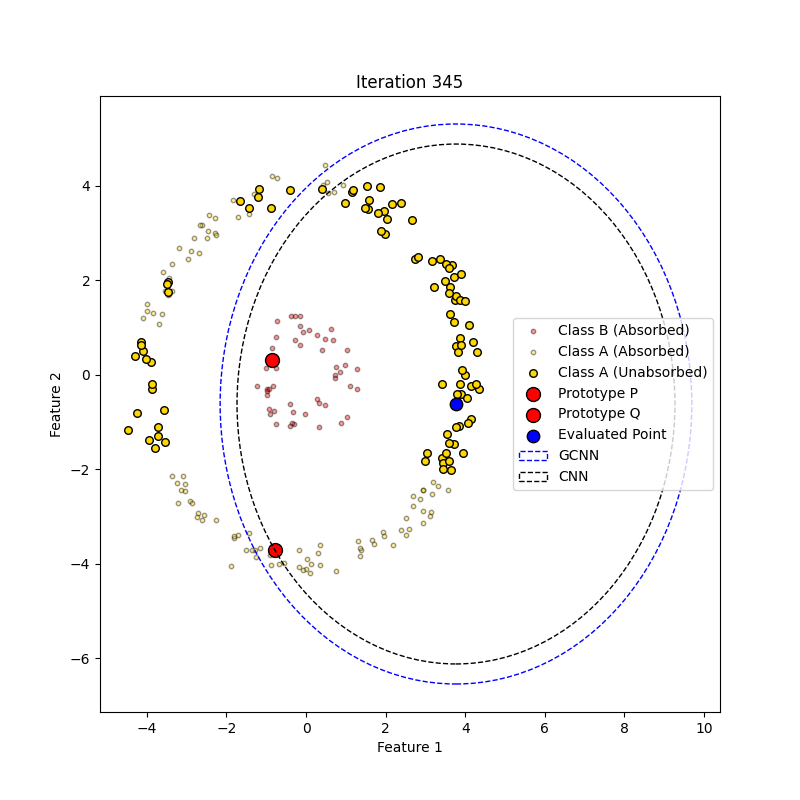 Iteration 345
Feature 2
4
2
0
−2
−4
−6
Class B (Absorbed)
Class A (Absorbed)
Class A (Unabsorbed)
Prototype P
Prototype Q
Evaluated Point
GCNN
CNN
−4 −2 0 2 4 6 8 10
Feature 1